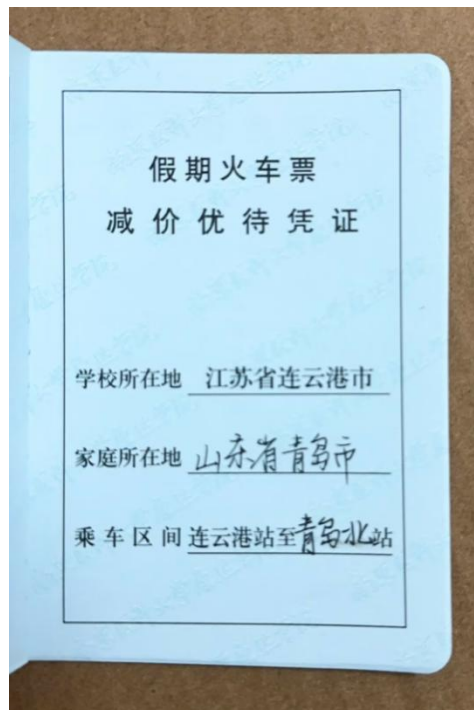 假期火车票
减价优待凭证
学校所在地 江苏省连云港市
家庭所在地 山东省青岛市
乘车区间 连云港站至青岛北站